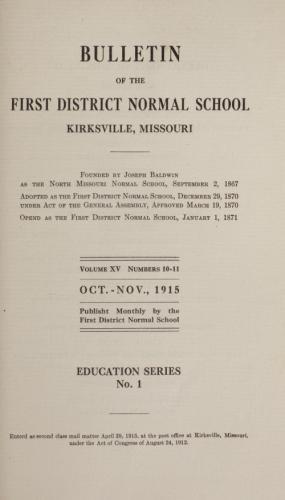 BULLETIN
OF THE
FIRST DISTRICT NORMAL SCHOOL
KIRKSVILLE, MISSOURI
FOUNDED BY JOSEPH BALDWIN
AS THE NORTH MISSOURI NORMAL SCHOOL, SEPTEMBER 2, 1867
ADOPTED AS THE FIRST DISTRICT NORMAL SCHOOL, DECEMBER 29, 1870
UNDER ACT OF THE GENERAL ASSEMBLY, APPROVED MARCH 19, 1870
OPEND AS THE FIRST DISTRICT NORMAL SCHOOL, JANUARY 1, 1871
VOLUME XV NUMBERS 10-11
OCT.-NOV., 1915
Publisht Monthly by the
First District Normal School
EDUCATION SERIES
No. 1
Enterd as second class mail matter April 29, 1915, at the post office at Kirksville, Missouri,
under the Act of Congress of August 24, 1912.